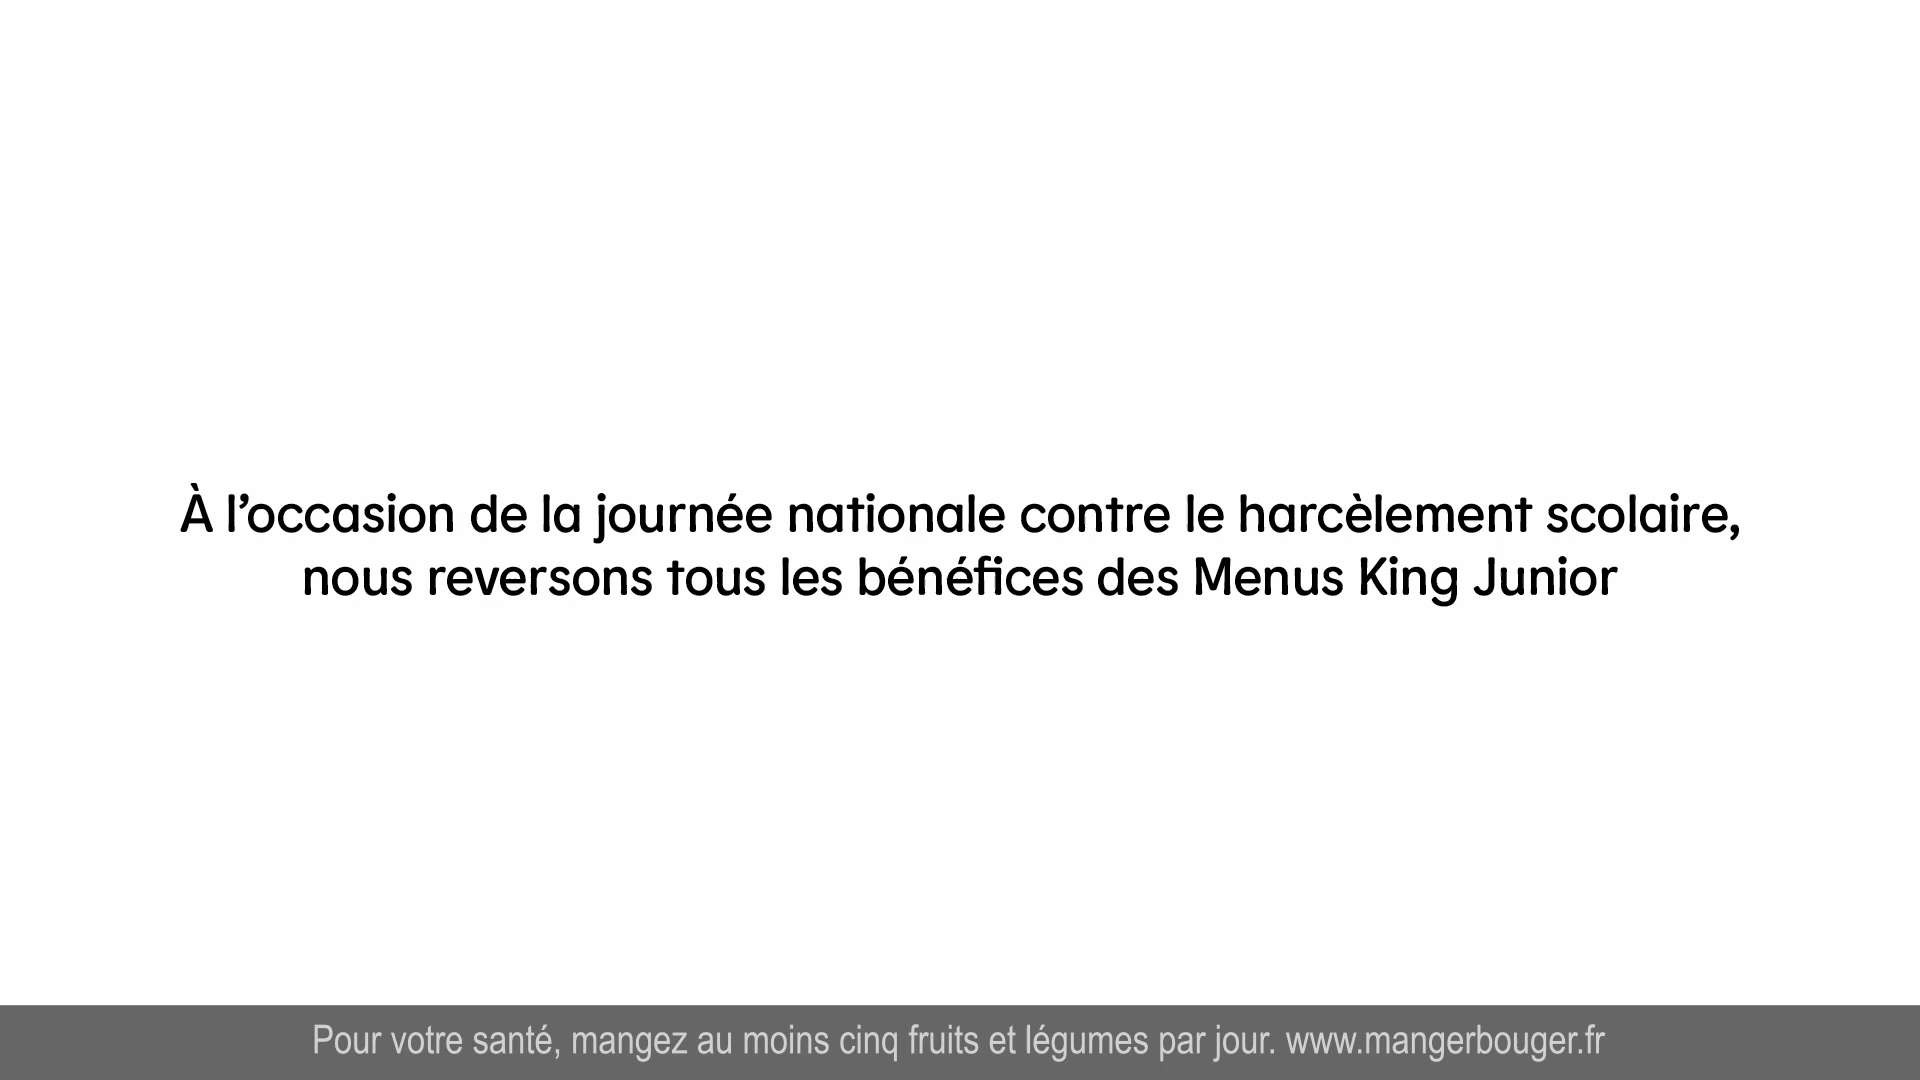 À l’occasion de la journée nationale contre le harcèlement scolaire,
nous reversons tous les bénéfices des Menus King Junior
Pour votre santé, mangez au moins cinq fruits et légumes par jour. www.mangerbouger.fr